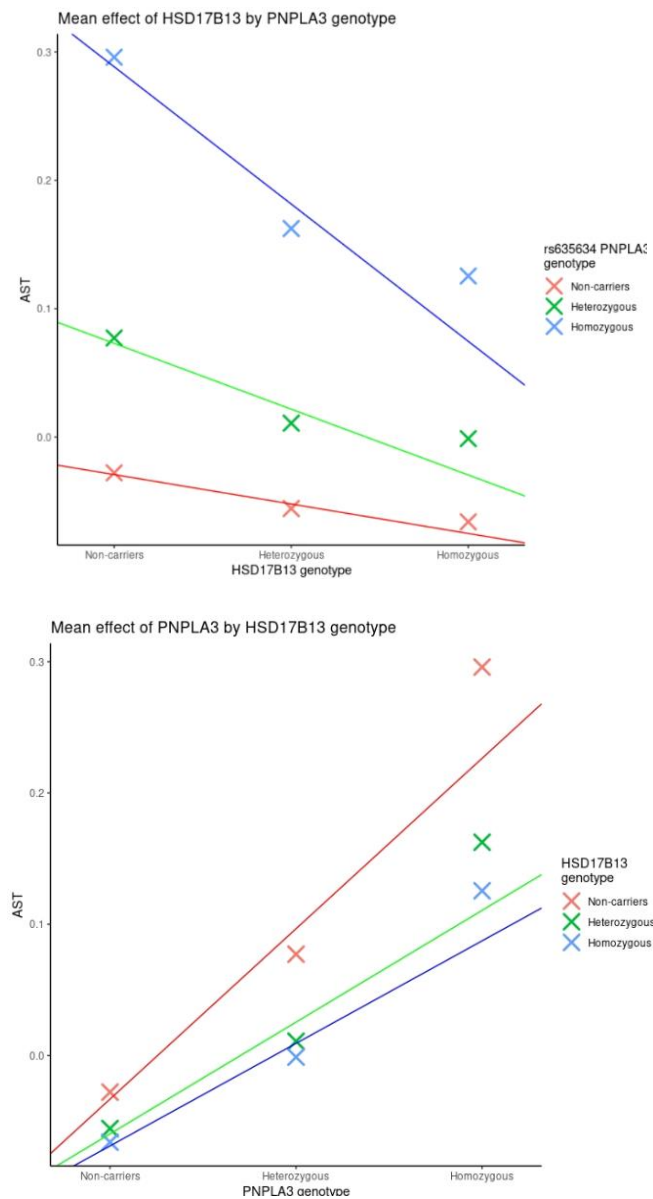 Mean effect of HSD17B13 by PNPLA3 genotype
0.3
0.2
0.1
0.0
AST
Non-carriers
Heterozygous
Homozygous
HSD17B13 genotype
rs635634 PNPLA3
genotype
Non-carriers
Heterozygous
Homozygous
Mean effect of PNPLA3 by HSD17B13 genotype
0.3
0.2
0.1
0.0
AST
Non-carriers
Heterozygous
Homozygous
PNPLA3 genotype
HSD17B13
genotype
Non-carriers
Heterozygous
Homozygous